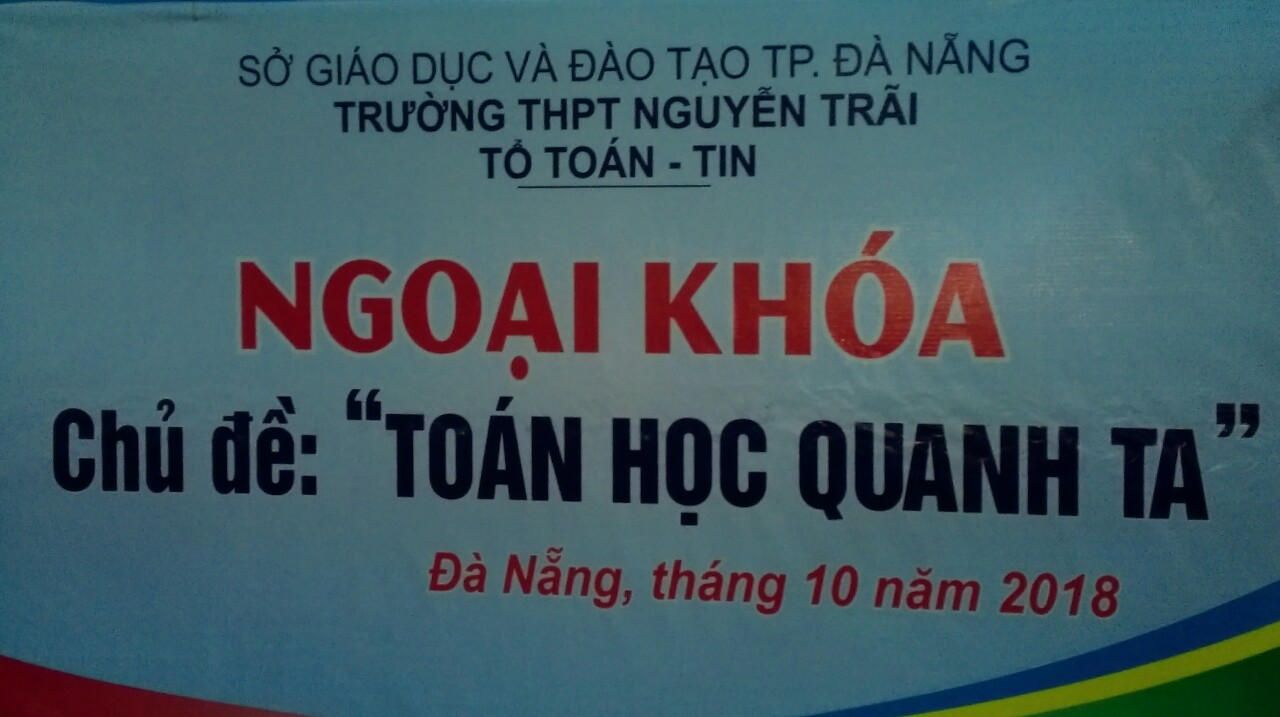 SỞ GIÁO DỤC VÀ ĐÀO TẠO TP. ĐÀ NẴNG
TRƯỜNG THPT NGUYỄN TRÃI
TỔ TOÁN - TIN
NGOẠI KHÓA
Chủ đề: “TOÁN HỌC QUANH TA”
Đà Nẵng, tháng 10 năm 2018